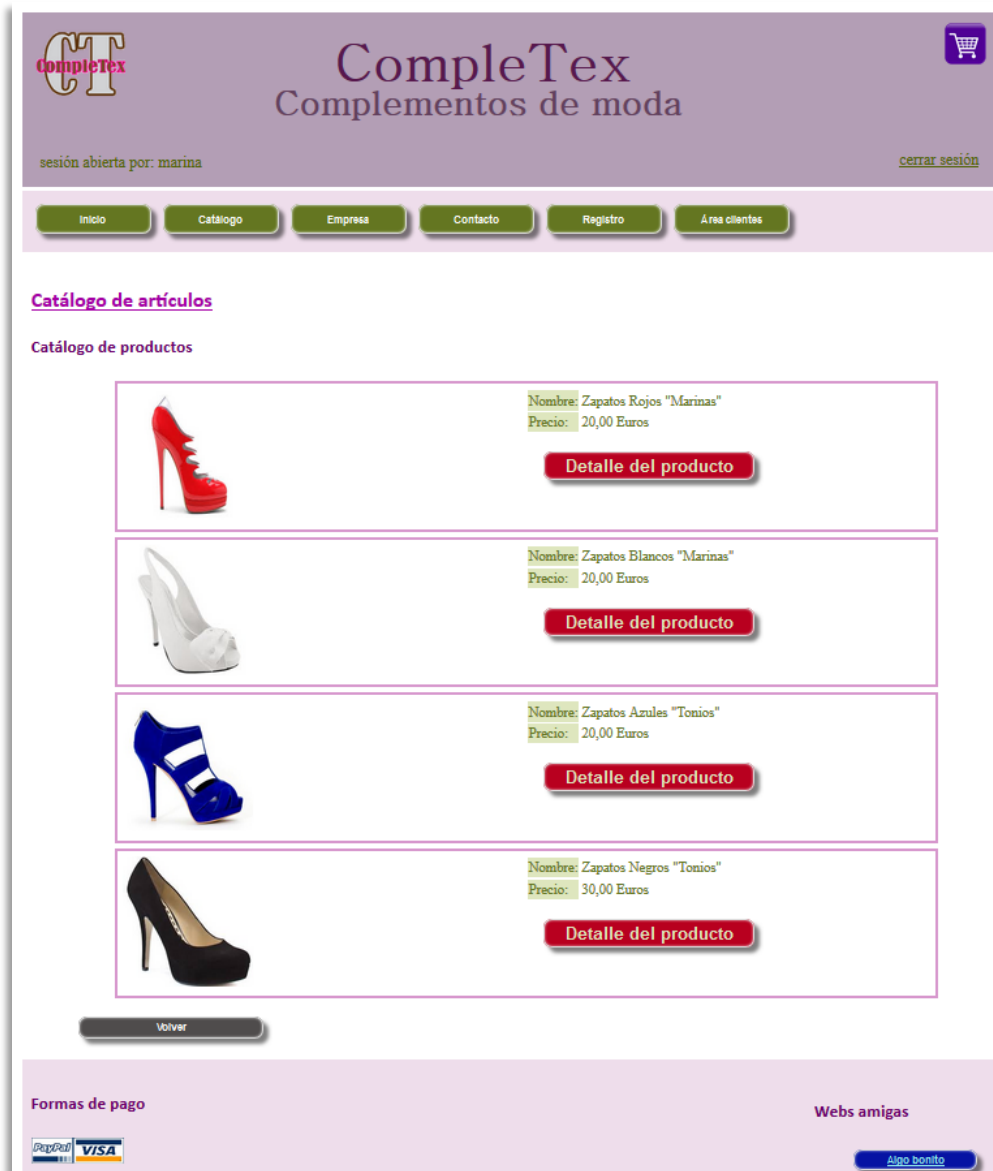 CT
CompleTex
CompleTex
Complementos de moda
sesión abierta por: marina
cerrar sesión
Inicio Catálogo Empresa Contacto Registro Área clientes
Catálogo de artículos
Catálogo de productos
Nombre: Zapatos Rojos "Marinas"
Precio: 20,00 Euros
Detalle del producto
Nombre: Zapatos Blancos "Marinas"
Precio: 20,00 Euros
Detalle del producto
Nombre: Zapatos Azules "Tonios"
Precio: 20,00 Euros
Detalle del producto
Nombre: Zapatos Negros "Tonios"
Precio: 30,00 Euros
Detalle del producto
Volver
Formas de pago
Webs amigas
PayPal VISA
Algo bonito